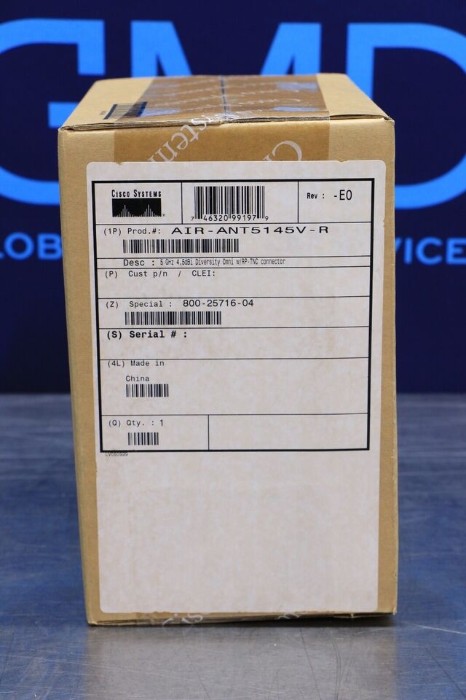 GMD
LOB
VICE
Cisco Systems
7 46320 99197 9
Rev : -E0
(1P) Prod.#: AIR-ANT5145V-R
Desc : 5 GHz 4.5dBi Diversity Omni w/RP-TNC connector
(P) Cust p/n / CLEI:
(Z) Special : 800-25716-04
(S) Serial # :
(4L) Made in
China
(Q) Qty. : 1